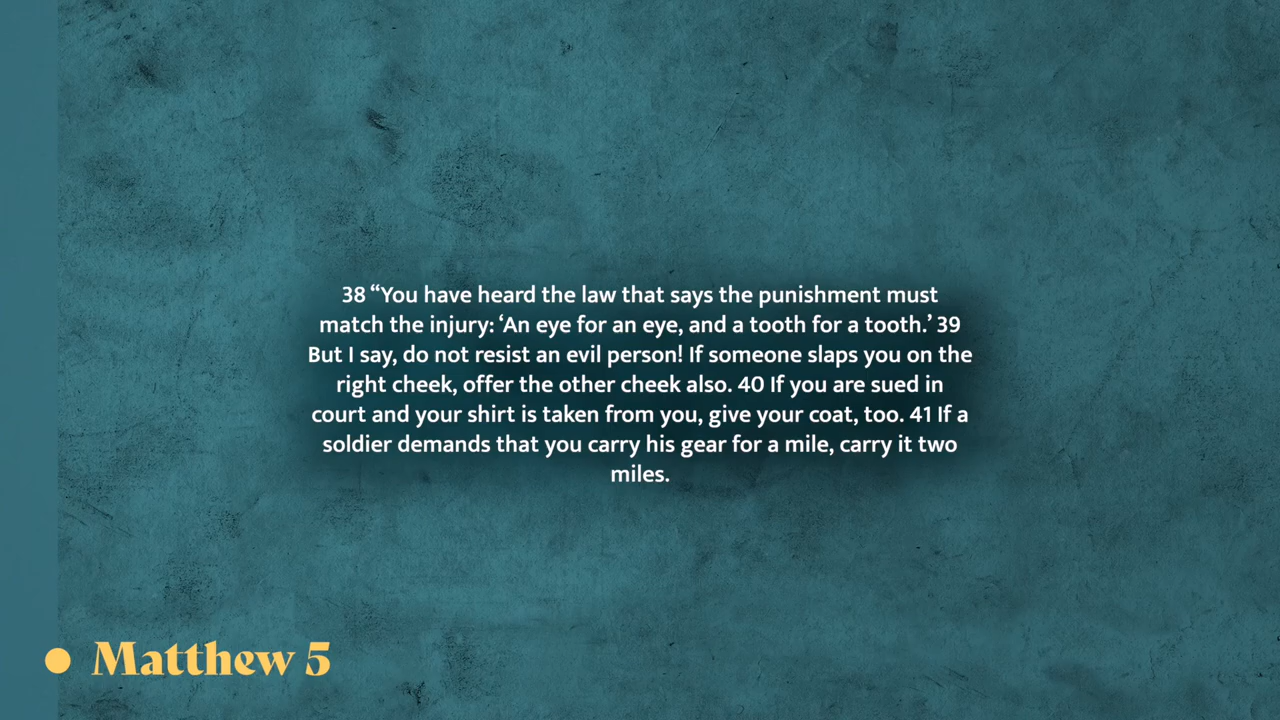 38 “You have heard the law that says the punishment must
match the injury: ‘An eye for an eye, and a tooth for a tooth.’ 39
But I say, do not resist an evil person! If someone slaps you on the
right cheek, offer the other cheek also. 40 If you are sued in
court and your shirt is taken from you, give your coat, too. 41 If a
soldier demands that you carry his gear for a mile, carry it two
miles.
Matthew 5